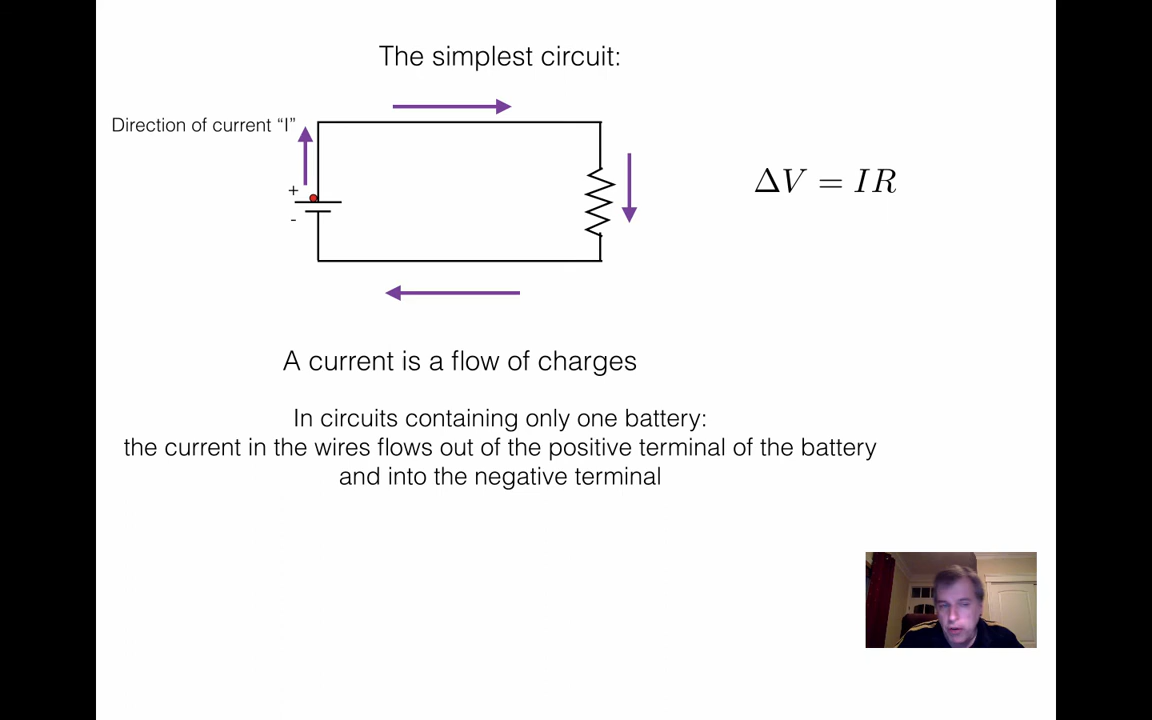 The simplest circuit:
Direction of current “I”
+
-
ΔV = IR
A current is a flow of charges
In circuits containing only one battery:
the current in the wires flows out of the positive terminal of the battery
and into the negative terminal